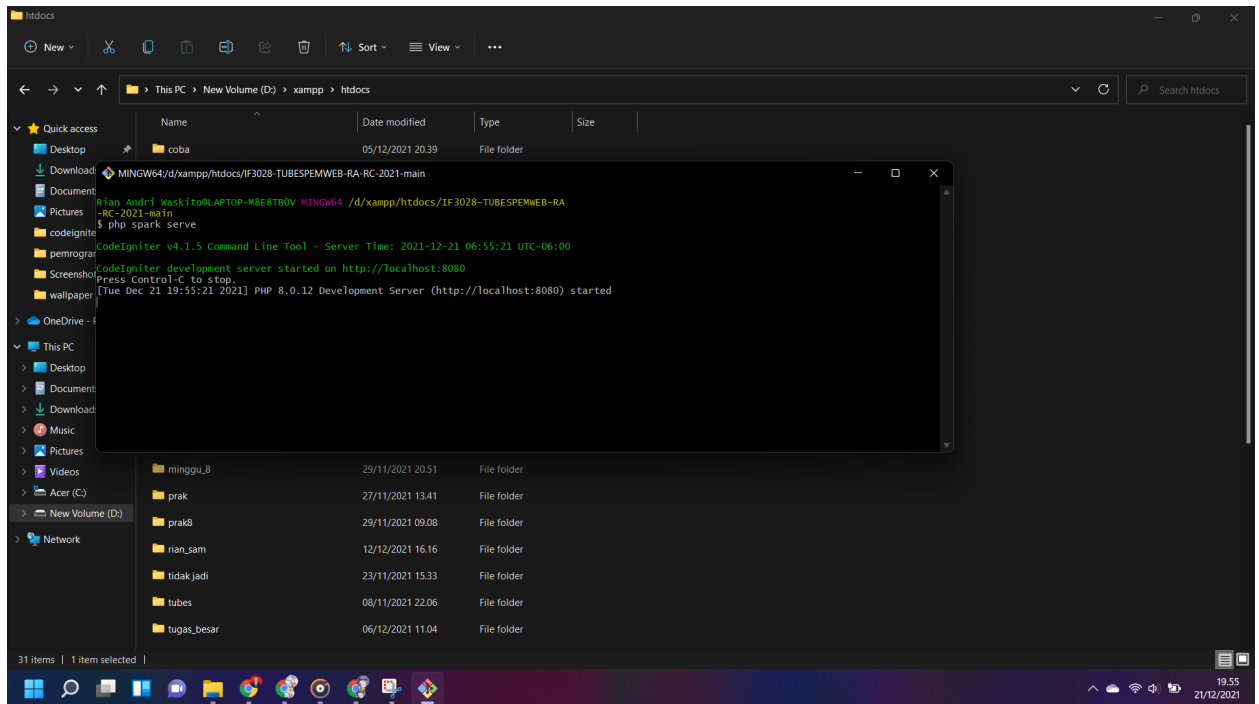 htdocs
New
Sort
View
This PC > New Volume (D:) > xampp > htdocs
Search htdocs
Name
Date modified
Type
Size
Quick access
Desktop
Download
Document
Pictures
codeignite
pemrogra
Screenshot
wallpaper
OneDrive -
This PC
Desktop
Document
Download
Music
Pictures
Videos
Acer (C:)
New Volume (D:)
Network
coba 05/12/2021 20.39 File folder
MINGW64:/d/xampp/htdocs/IF3028-TUBESPEMWEB-RA-RC-2021-main
Rian Andri Waskito@LAPTOP-M8E8TBOV MINGW64 /d/xampp/htdocs/IF3028-TUBESPEMWEB-RA
-RC-2021-main
$ php spark serve
CodeIgniter v4.1.5 Command Line Tool - Server Time: 2021-12-21 06:55:21 UTC-06:00
CodeIgniter development server started on http://localhost:8080
Press Control-C to stop.
[Tue Dec 21 19:55:21 2021] PHP 8.0.12 Development Server (http://localhost:8080) started
minggu_8 29/11/2021 20.51 File folder
prak 27/11/2021 13.41 File folder
prak8 29/11/2021 09.08 File folder
rian_sam 12/12/2021 16.16 File folder
tidak jadi 23/11/2021 15.33 File folder
tubes 08/11/2021 22.06 File folder
tugas_besar 06/12/2021 11.04 File folder
31 items | 1 item selected |
19.55
21/12/2021